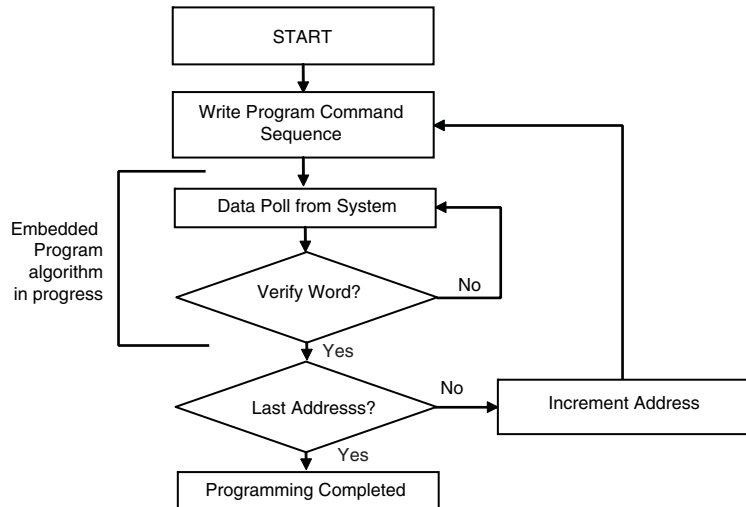 START
Write Program Command
Sequence
Data Poll from System
Embedded
Program
algorithm
in progress
Verify Word?
No
Yes
Last Addresss?
No
Increment Address
Yes
Programming Completed